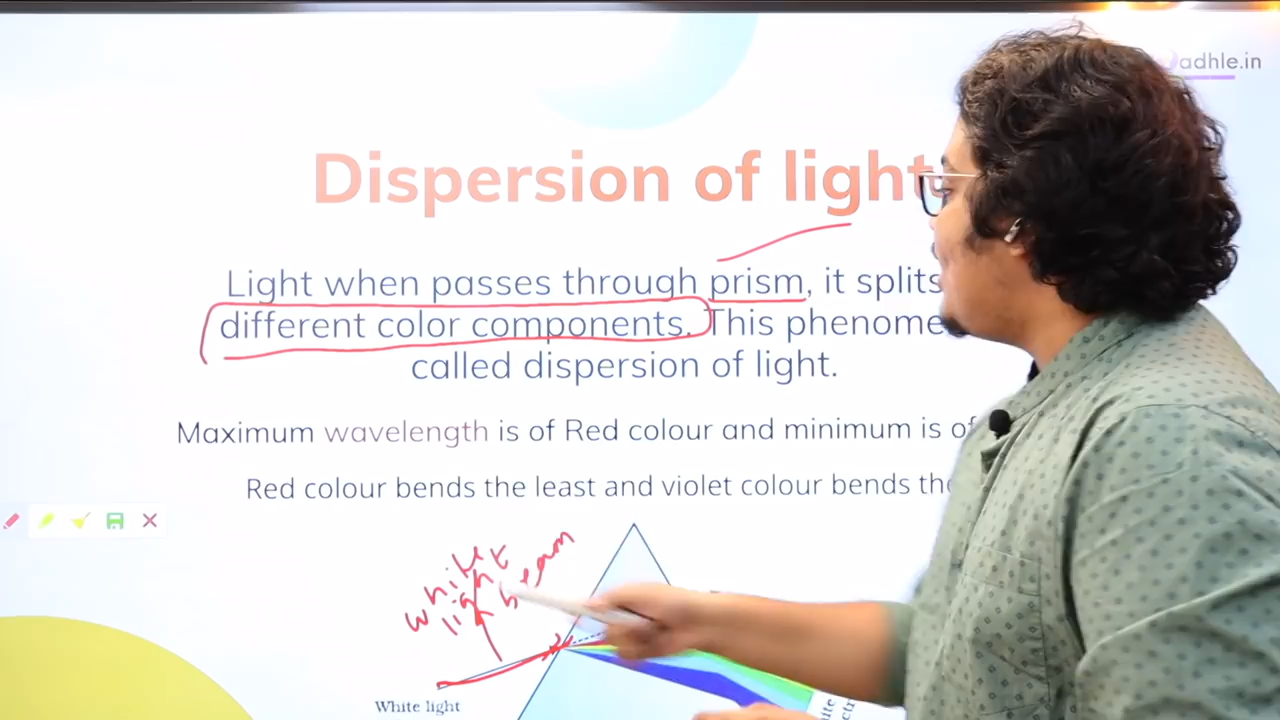 adhle.in
Dispersion of light
Light when passes through prism, it splits
different color components. This phenome
called dispersion of light.
Maximum wavelength is of Red colour and minimum is of
Red colour bends the least and violet colour bends the
white
light beam
White light